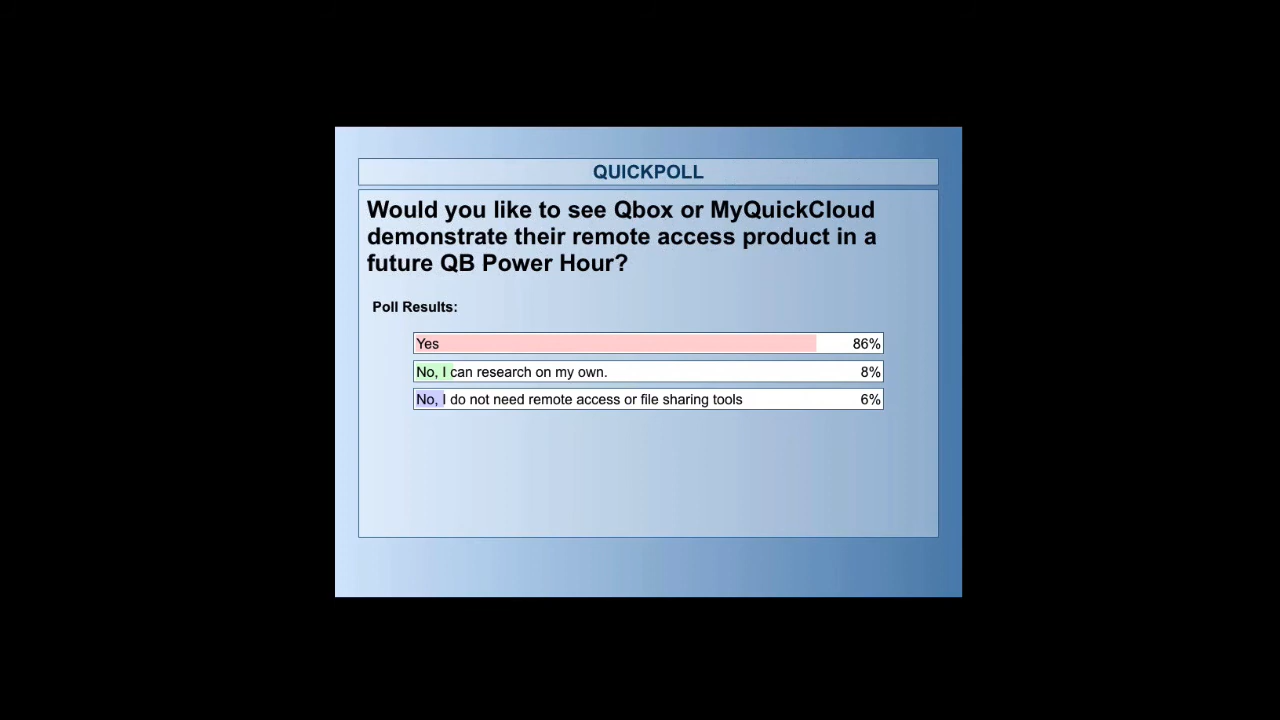 QUICKPOLL
Would you like to see Qbox or MyQuickCloud
demonstrate their remote access product in a
future QB Power Hour?
Poll Results:
Yes 86%
No, I can research on my own. 8%
No, I do not need remote access or file sharing tools 6%